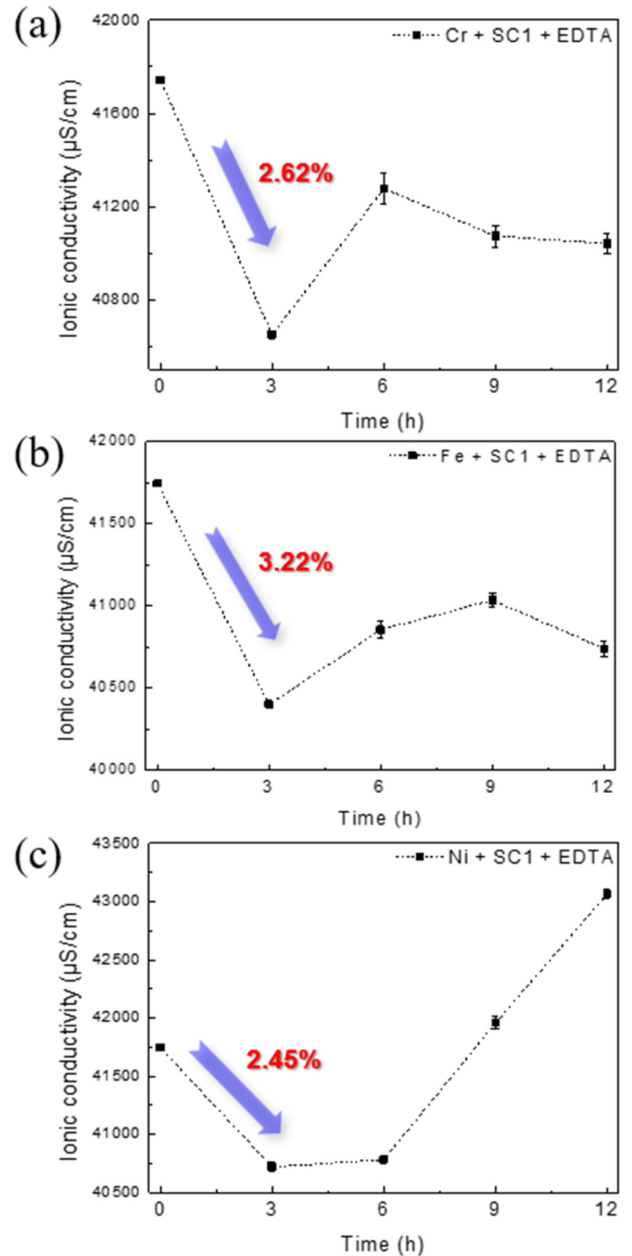 (a)
Cr + SC1 + EDTA
Ionic conductivity (μS/cm)
42000
41600
41200
40800
2.62%
0 3 6 9 12
Time (h)
(b)
Fe + SC1 + EDTA
Ionic conductivity (μS/cm)
42000
41500
41000
40500
40000
3.22%
0 3 6 9 12
Time (h)
(c)
Ni + SC1 + EDTA
Ionic conductivity (μS/cm)
43500
43000
42500
42000
41500
41000
40500
2.45%
0 3 6 9 12
Time (h)